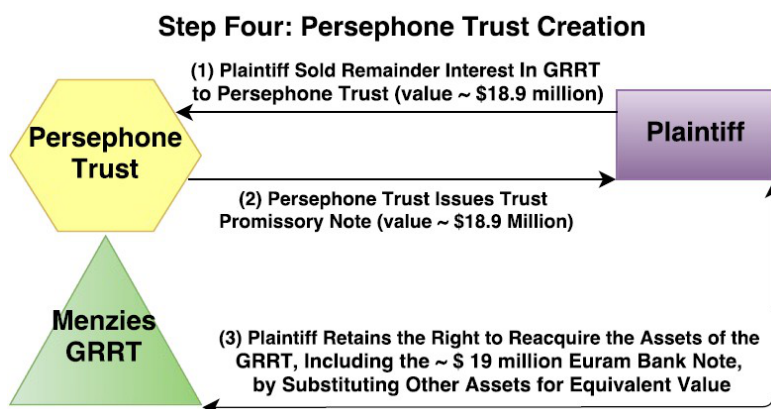 Step Four: Persephone Trust Creation
(1) Plaintiff Sold Remainder Interest In GRRT
to Persephone Trust (value ~ $18.9 million)
Persephone
Trust
Plaintiff
(2) Persephone Trust Issues Trust
Promissory Note (value ~ $18.9 Million)
Menzies
GRRT
(3) Plaintiff Retains the Right to Reacquire the Assets of the
GRRT, Including the ~ $ 19 million Euram Bank Note,
by Substituting Other Assets for Equivalent Value